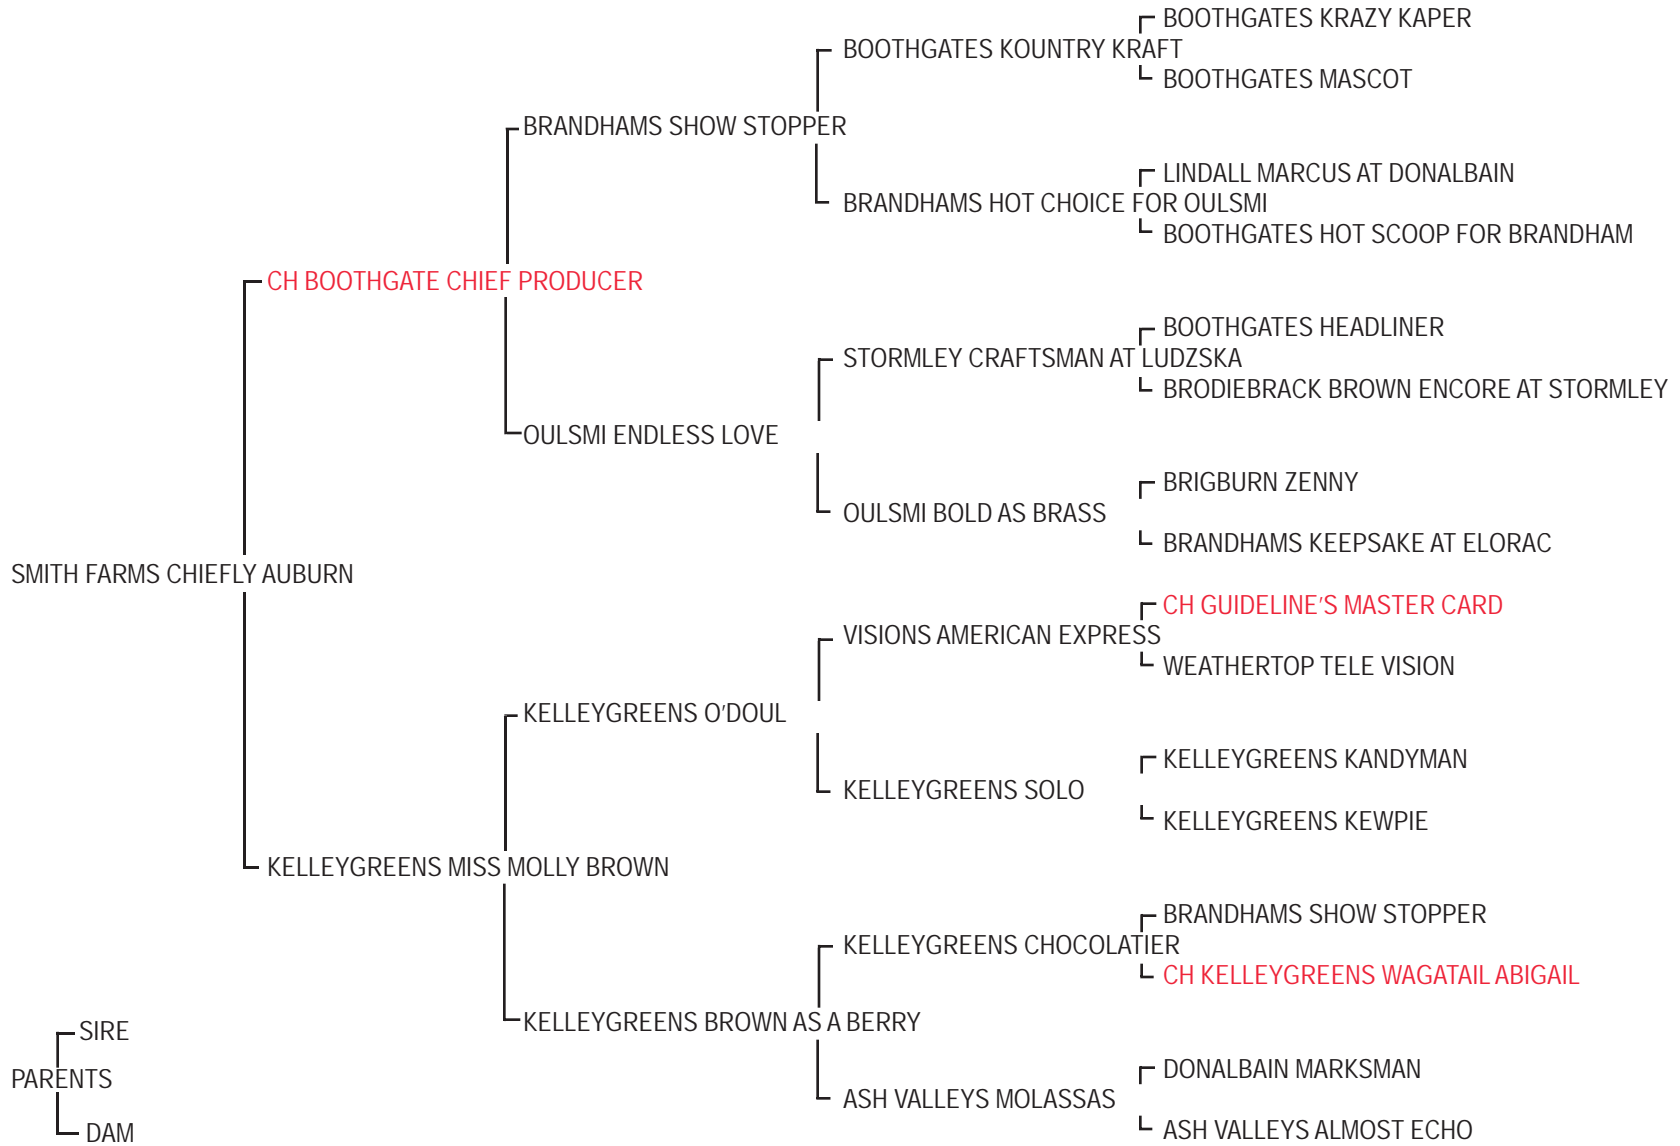 BOOTHGATES KRAZY KAPER
BOOTHGATES KOUNTRY KRAFT
BOOTHGATES MASCOT
BRANDHAMS SHOW STOPPER
LINDALL MARCUS AT DONALBAIN
BRANDHAMS HOT CHOICE FOR OULSMI
BOOTHGATES HOT SCOOP FOR BRANDHAM
CH BOOTHGATE CHIEF PRODUCER
BOOTHGATES HEADLINER
STORMLEY CRAFTSMAN AT LUDZSKA
BRODIEBRACK BROWN ENCORE AT STORMLEY
OULSMI ENDLESS LOVE
BRIGBURN ZENNY
OULSMI BOLD AS BRASS
BRANDHAMS KEEPSAKE AT ELORAC
SMITH FARMS CHIEFLY AUBURN
CH GUIDELINE'S MASTER CARD
VISIONS AMERICAN EXPRESS
WEATHERTOP TELE VISION
KELLEYGREENS O'DOUL
KELLEYGREENS KANDYMAN
KELLEYGREENS SOLO
KELLEYGREENS KEWPIE
KELLEYGREENS MISS MOLLY BROWN
BRANDHAMS SHOW STOPPER
KELLEYGREENS CHOCOLATIER
CH KELLEYGREENS WAGATAIL ABIGAIL
KELLEYGREENS BROWN AS A BERRY
DONALBAIN MARKSMAN
ASH VALLEYS MOLASSAS
ASH VALLEYS ALMOST ECHO
SIRE
PARENTS
DAM